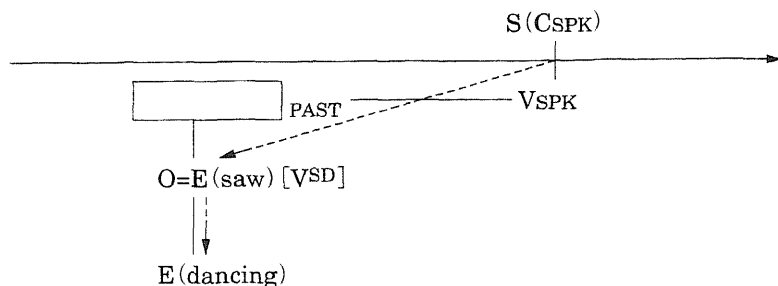 S(CSPK)
PAST
VSPK
O=E(saw) [VSD]
E(dancing)